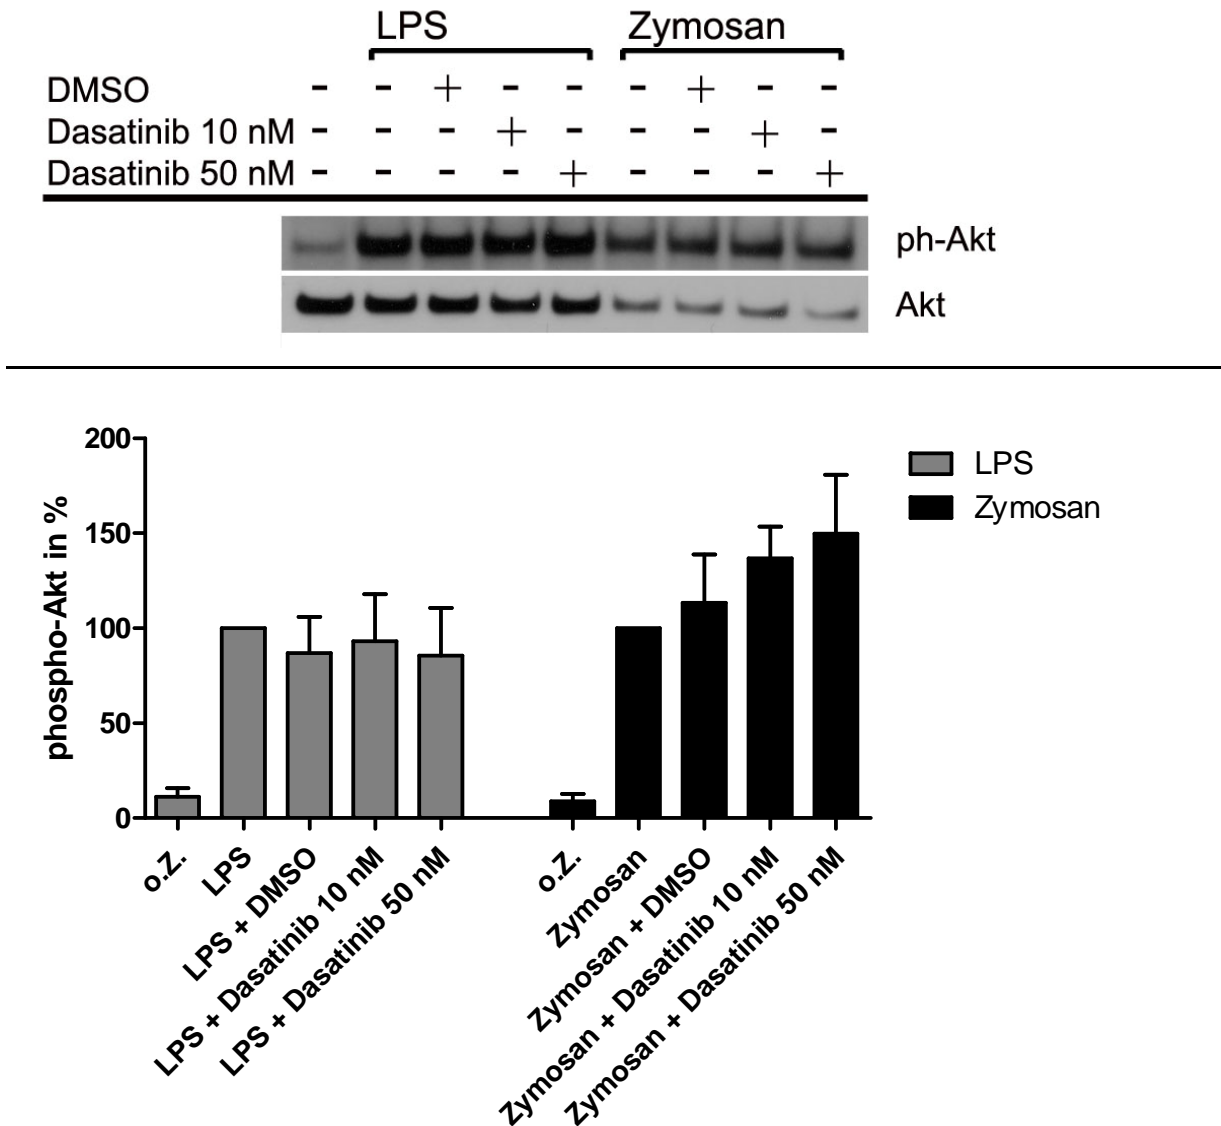 LPS Zymosan
DMSO - - + - - - + - -
Dasatinib 10 nM - - - + - - - + -
Dasatinib 50 nM - - - - + - - - +
ph-Akt
Akt
200
150
100
50
0
phospho-Akt in %
LPS
Zymosan
o.Z.
LPS
LPS + DMSO
LPS + Dasatinib 10 nM
LPS + Dasatinib 50 nM
o.Z.
Zymosan
Zymosan + DMSO
Zymosan + Dasatinib 10 nM
Zymosan + Dasatinib 50 nM